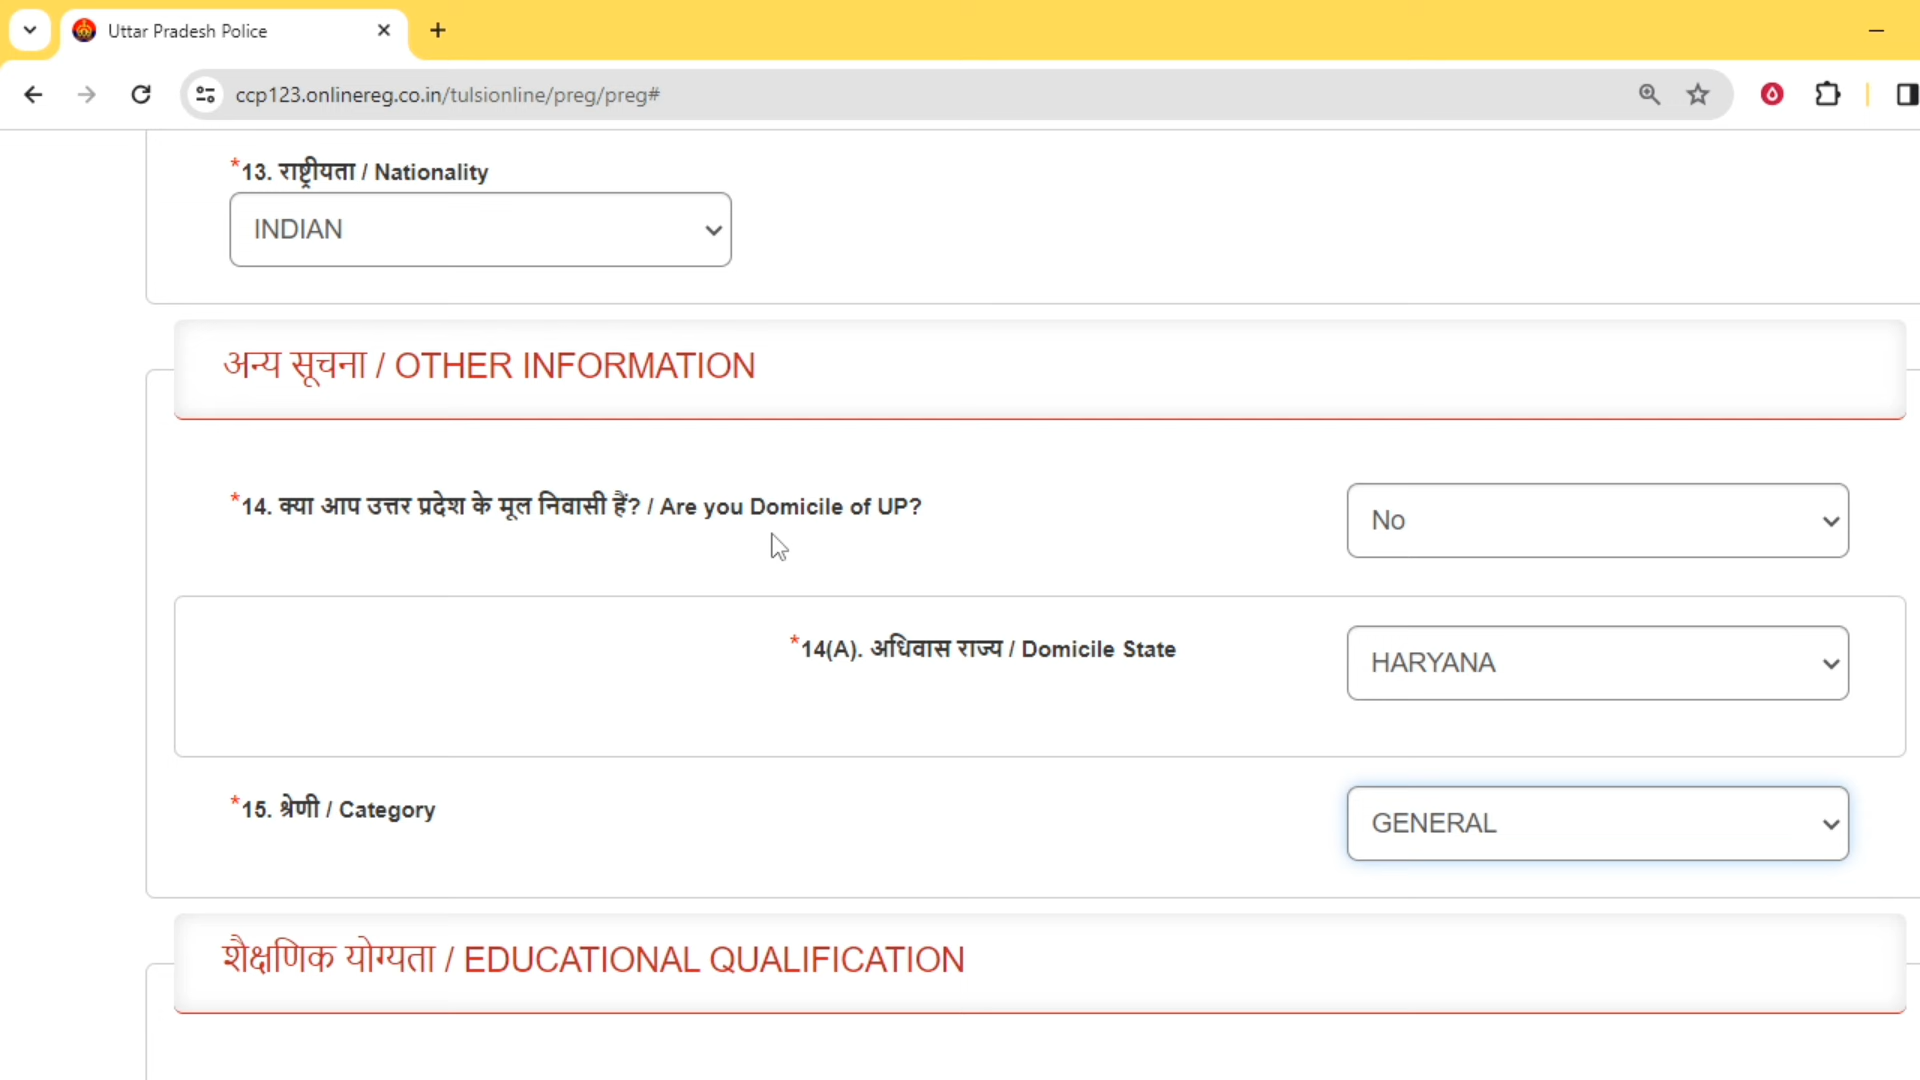 Uttar Pradesh Police
ccp123.onlinereg.co.in/tulsionline/preg/preg#
*13. राष्ट्रीयता / Nationality
INDIAN
अन्य सूचना / OTHER INFORMATION
*14. क्या आप उत्तर प्रदेश के मूल निवासी हैं? / Are you Domicile of UP?
No
*14(A). अधिवास राज्य / Domicile State
HARYANA
*15. श्रेणी / Category
GENERAL
शैक्षणिक योग्यता / EDUCATIONAL QUALIFICATION